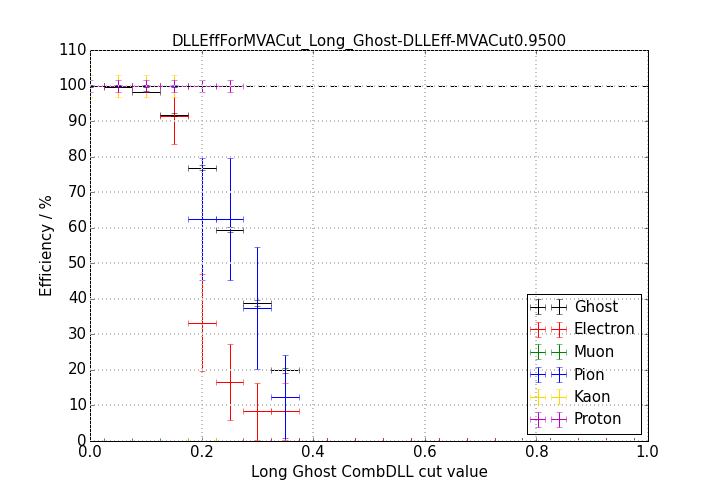 DLLEffForMVACut_Long_Ghost-DLLEff-MVACut0.9500
110
100
90
80
70
60
50
40
30
20
10
0
Efficiency / %
0.0 0.2 0.4 0.6 0.8 1.0
Long Ghost CombDLL cut value
Ghost
Electron
Muon
Pion
Kaon
Proton